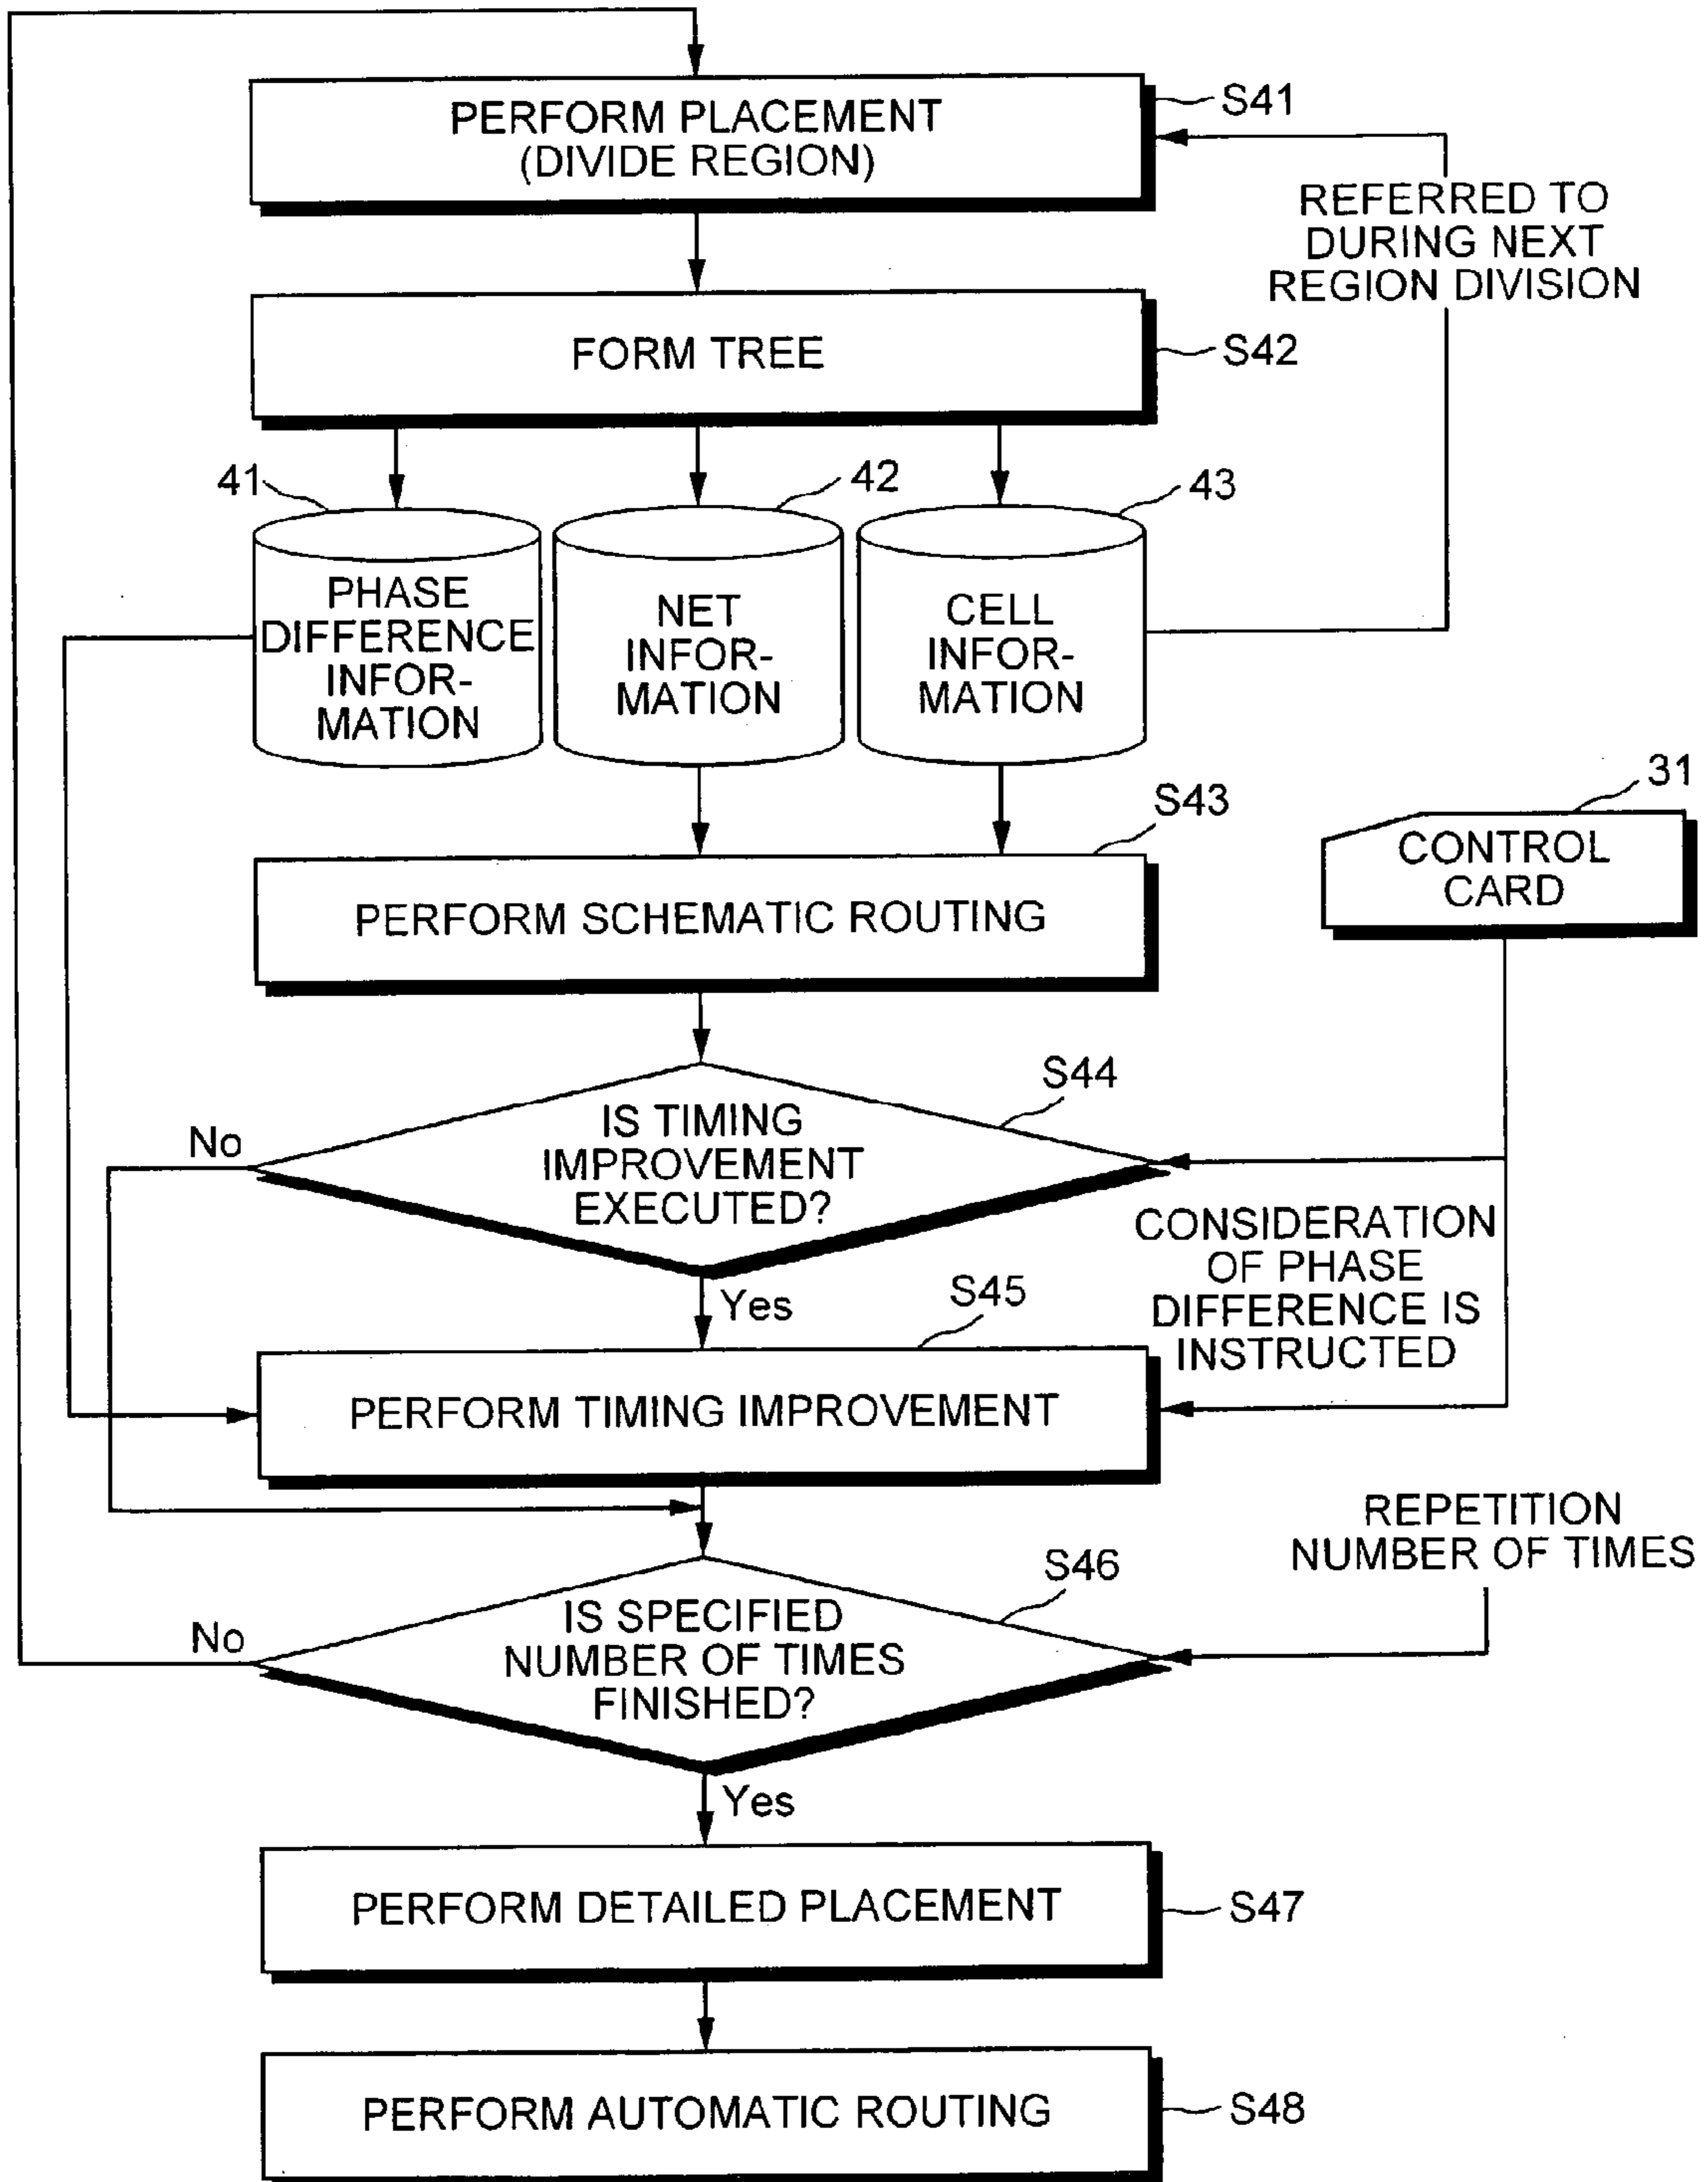 PERFORM PLACEMENT
(DIVIDE REGION)
S41
REFERRED TO
DURING NEXT
REGION DIVISION
FORM TREE
S42
41
42
43
PHASE
DIFFERENCE
INFOR-
MATION
NET
INFOR-
MATION
CELL
INFOR-
MATION
31
CONTROL
CARD
S43
PERFORM SCHEMATIC ROUTING
S44
No
IS TIMING
IMPROVEMENT
EXECUTED?
CONSIDERATION
OF PHASE
DIFFERENCE IS
INSTRUCTED
Yes
S45
PERFORM TIMING IMPROVEMENT
REPETITION
NUMBER OF TIMES
S46
No
IS SPECIFIED
NUMBER OF TIMES
FINISHED?
Yes
PERFORM DETAILED PLACEMENT
S47
PERFORM AUTOMATIC ROUTING
S48